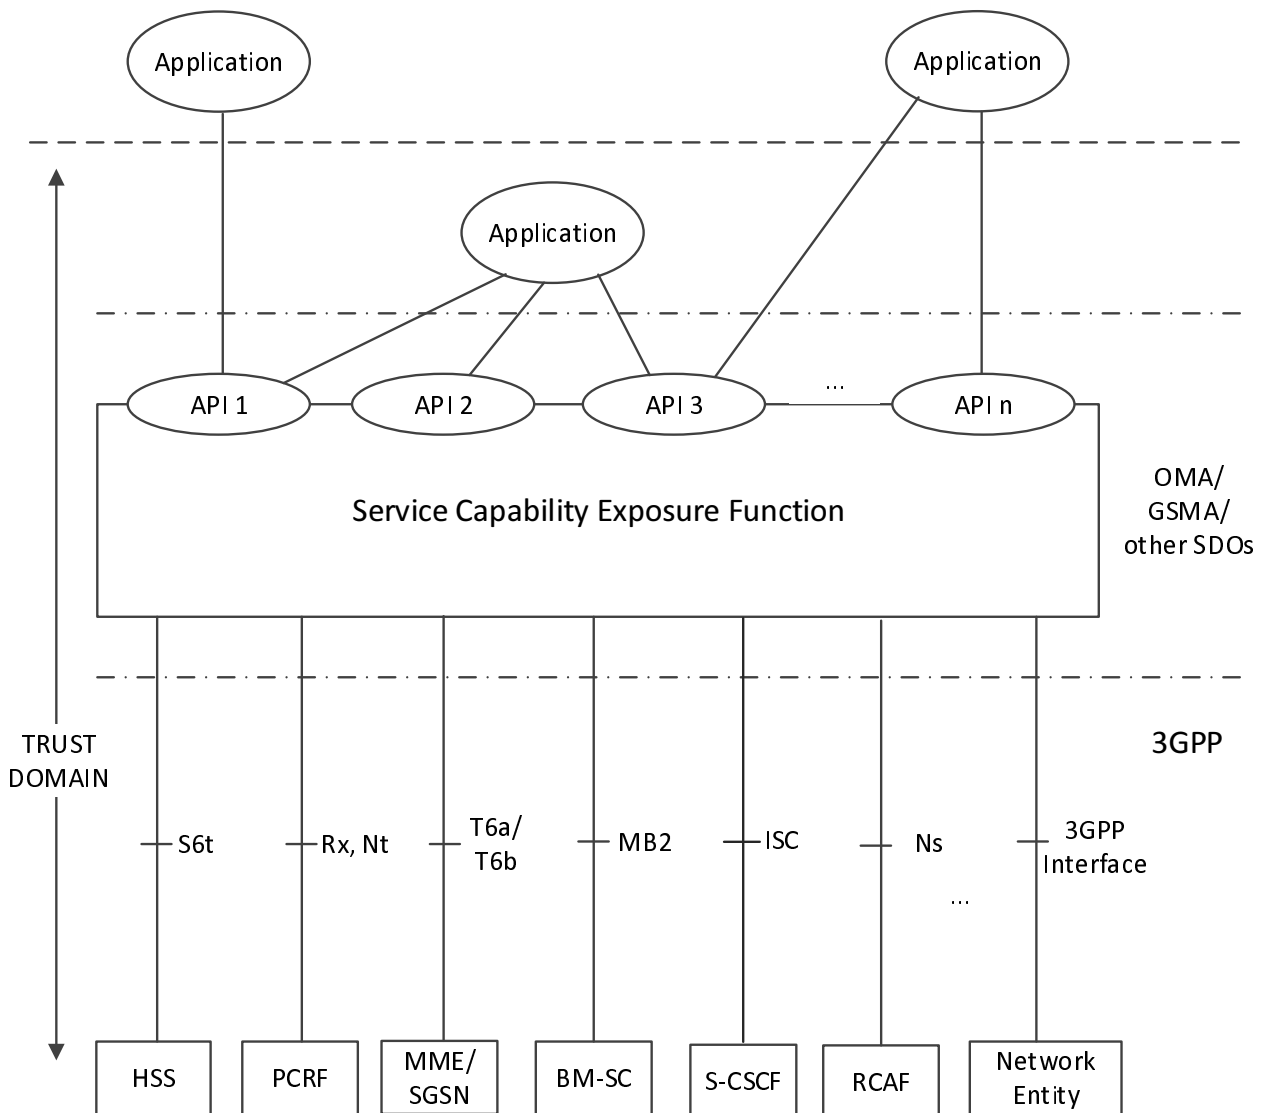 Application
Application
Application
API 1
API 2
API 3
...
API n
Service Capability Exposure Function
OMA/
GSMA/
other SDOs
TRUST
DOMAIN
3GPP
S6t
Rx, Nt
T6a/
T6b
MB2
ISC
Ns
3GPP
Interface
...
HSS
PCRF
MME/
SGSN
BM-SC
S-CSCF
RCAF
Network
Entity